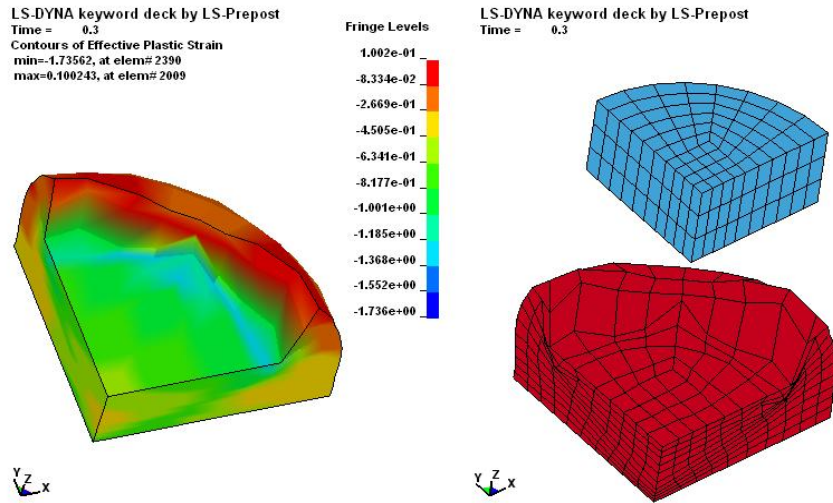 LS-DYNA keyword deck by LS-Prepost
Time = 0.3
Contours of Effective Plastic Strain
min=-1.73562, at elem# 2390
max=0.100243, at elem# 2009
Fringe Levels
1.002e-01
-8.334e-02
-2.669e-01
-4.505e-01
-6.341e-01
-8.177e-01
-1.001e+00
-1.185e+00
-1.368e+00
-1.552e+00
-1.736e+00
Y Z X
LS-DYNA keyword deck by LS-Prepost
Time = 0.3
Y Z X